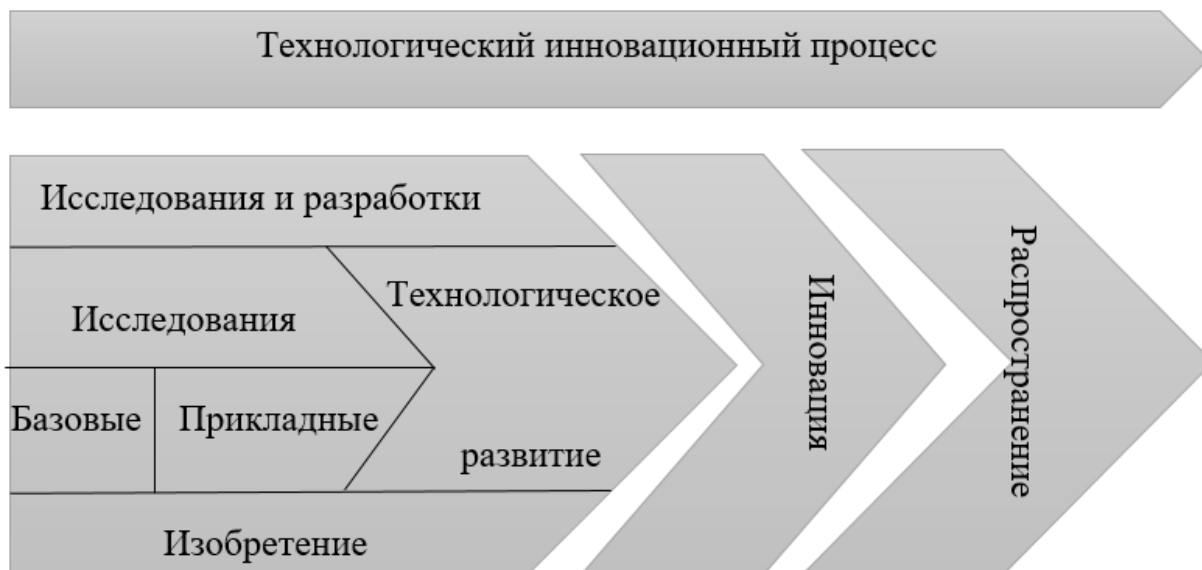 Технологический инновационный процесс
Исследования и разработки
Исследования
Технологическое
развитие
Базовые
Прикладные
Изобретение
Инновация
Распространение